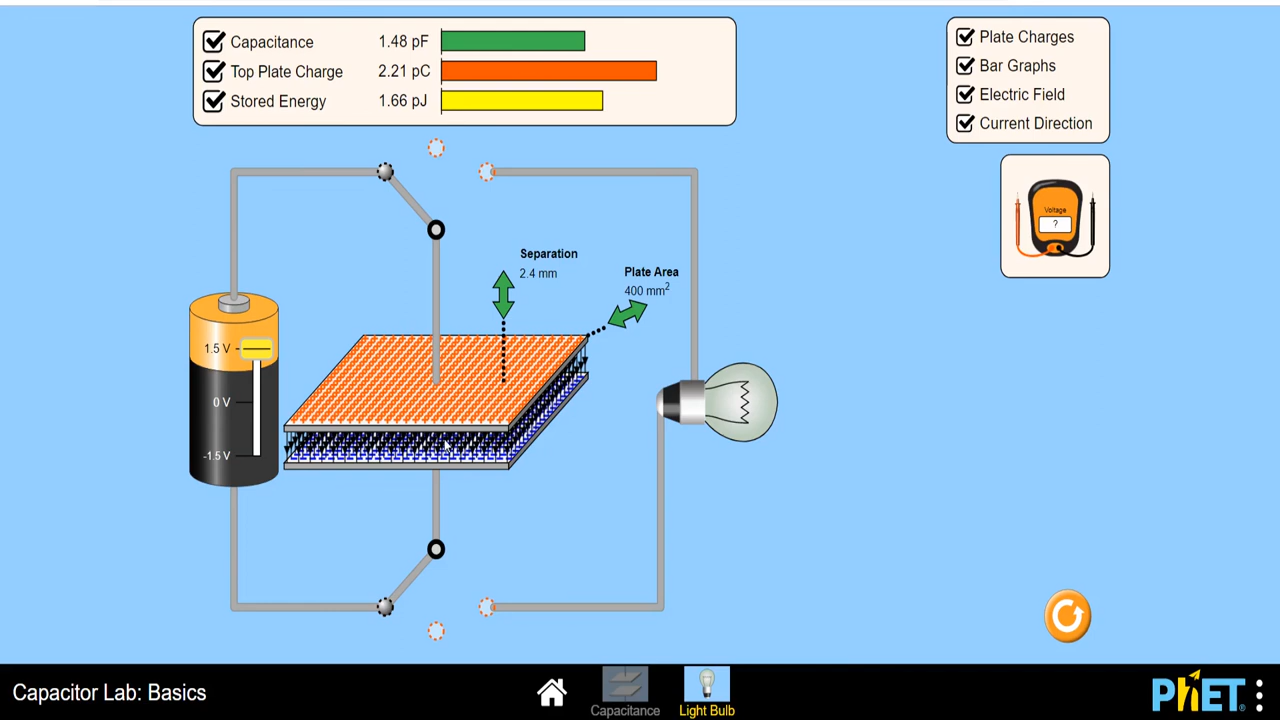 Capacitance 1.48 pF
Top Plate Charge 2.21 pC
Stored Energy 1.66 pJ
Plate Charges
Bar Graphs
Electric Field
Current Direction
Voltage
?
Separation
2.4 mm
Plate Area
400 mm²
1.5 V
0 V
-1.5 V
Capacitor Lab: Basics
Capacitance
Light Bulb
PhET